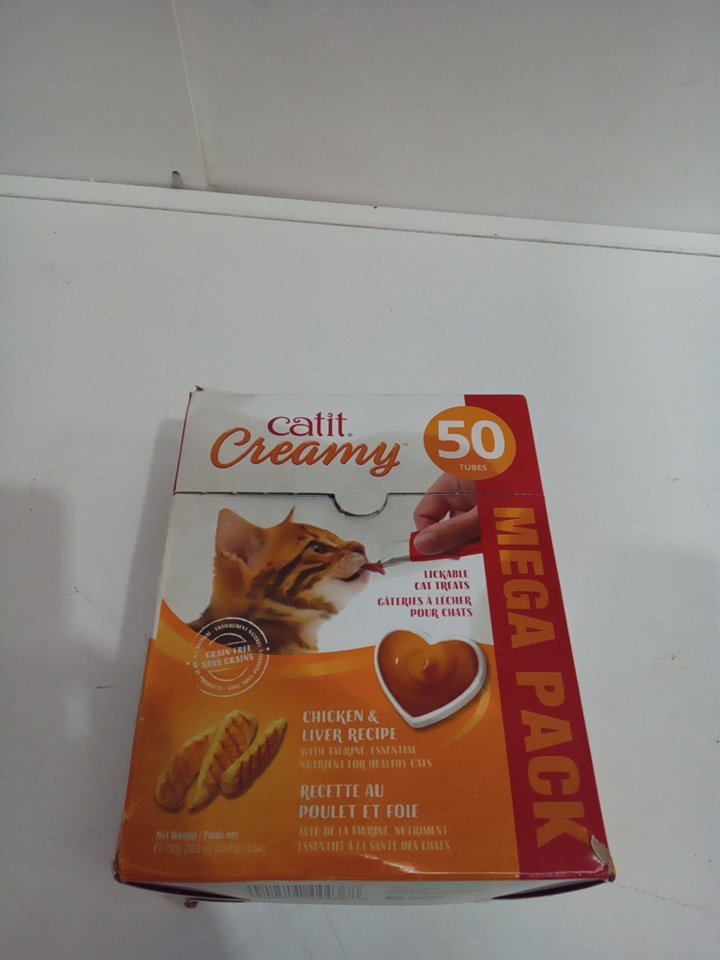 catit®
Creamy™
50
TUBES
MEGA PACK
LICKABLE
CAT TREATS
GÂTERIES À LÉCHER
POUR CHATS
GRAIN FREE
SANS GRAINS
CHICKEN &
LIVER RECIPE
WITH TAURINE, ESSENTIAL
NUTRIENT FOR HEALTHY CATS
RECETTE AU
POULET ET FOIE
AVEC DE LA TAURINE, NUTRIMENT
ESSENTIEL À LA SANTÉ DES CHATS
Net Weight / Poids net